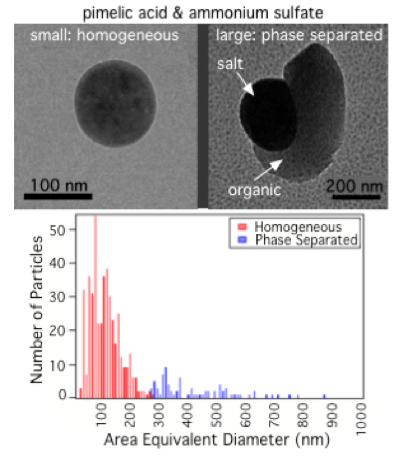 pimelic acid & ammonium sulfate
small: homogeneous
large: phase separated
salt
organic
100 nm
200 nm
Homogeneous
Phase Separated
Number of Particles
50
40
30
20
10
0
100
200
300
400
500
600
700
800
900
1000
Area Equivalent Diameter (nm)